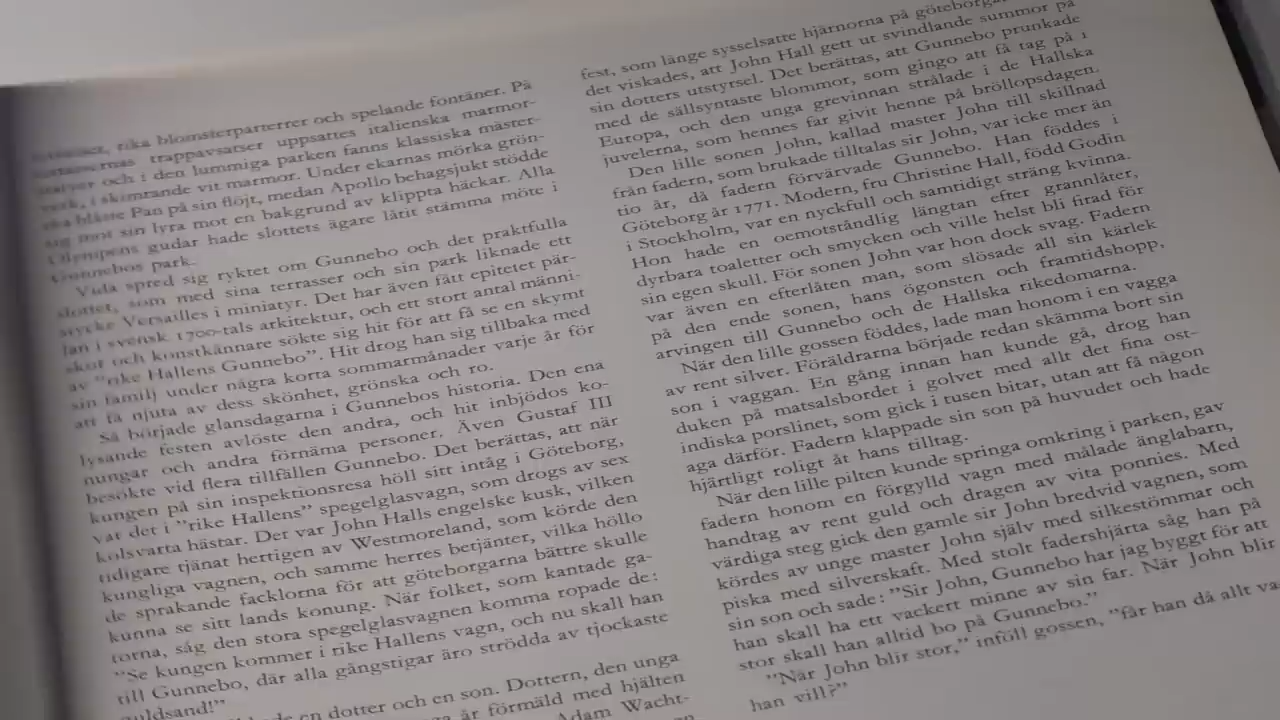 rika blomsterparterrer och spelande fontäner. På
trappavsatser uppsattes italienska marmor-
och i den lummiga parken fanns klassiska mäster-
verk, i skimrande vit marmor. Under ekarnas mörka grön-
ska blåste Pan på sin flöjt, medan Apollo behagsjukt stödde
sig mot sin lyra mot en bakgrund av klippta häckar. Alla
Olympens gudar hade slottets ägare låtit stämma möte i
Gunnebos park.
Vida spred sig ryktet om Gunnebo och det praktfulla
slottet, som med sina terrasser och sin park liknade ett
stycke Versailles i miniatyr. Det har även fått epitetet pär-
lan i svensk 1700-tals arkitektur, och ett stort antal männi-
skor och konstkännare sökte sig hit för att få se en skymt
av ”rike Hallens Gunnebo”. Hit drog han sig tillbaka med
sin familj under några korta sommarmånader varje år för
att få njuta av dess skönhet, grönska och ro.
Så började glansdagarna i Gunnebos historia. Den ena
lysande festen avlöste den andra, och hit inbjödos ko-
nungar och andra förnäma personer. Även Gustaf III
besökte vid flera tillfällen Gunnebo. Det berättas, att när
kungen på sin inspektionsresa höll sitt intåg i Göteborg,
var det i ”rike Hallens” spegelglasvagn, som drogs av sex
kolsvarta hästar. Det var John Halls engelske kusk, vilken
tidigare tjänat hertigen av Westmoreland, som körde den
kungliga vagnen, och samme herres betjänter, vilka höllo
de sprakande facklorna för att göteborgarna bättre skulle
kunna se sitt lands konung. När folket, som kantade ga-
torna, såg den stora spegelglasvagnen komma ropade de:
”Se kungen kommer i rike Hallens vagn, och nu skall han
till Gunnebo, där alla gångstigar äro strödda av tjockaste
guldsand!”
en dotter och en son. Dottern, den unga
är förmäld med hjälten
Adam Wacht-
fest, som länge sysselsatte hjärnorna på
det viskades, att John Hall gett ut svindlande summor på
sin dotters utstyrsel. Det berättas, att Gunnebo prunkade
med de sällsyntaste blommor, som gingo att få tag på i
Europa, och den unga grevinnan strålade i de Hallska
juvelerna, som hennes far givit henne på bröllopsdagen.
Den lille sonen John, kallad master John till skillnad
från fadern, som brukade tilltalas sir John, var icke mer än
tio år, då fadern förvärvade Gunnebo. Han föddes i
Göteborg år 1771. Modern, fru Christine Hall, född Godin
i Stockholm, var en nyckfull och samtidigt sträng kvinna.
Hon hade en oemotståndlig längtan efter grannlåter,
dyrbara toaletter och smycken och ville helst bli firad för
sin egen skull. För sonen John var hon dock svag. Fadern
var även en efterlåten man, som slösade all sin kärlek
på den ende sonen, hans ögonsten och framtidshopp,
arvingen till Gunnebo och de Hallska rikedomarna.
När den lille gossen föddes, lade man honom i en vagga
av rent silver. Föräldrarna började redan skämma bort sin
son i vaggan. En gång innan han kunde gå, drog han
duken på matsalsbordet i golvet med allt det fina ost-
indiska porslinet, som gick i tusen bitar, utan att få någon
aga därför. Fadern klappade sin son på huvudet och hade
hjärtligt roligt åt hans tilltag.
När den lille pilten kunde springa omkring i parken, gav
fadern honom en förgylld vagn med målade änglabarn,
handtag av rent guld och dragen av vita ponnies. Med
värdiga steg gick den gamle sir John bredvid vagnen, som
kördes av unge master John själv med silkestömmar och
piska med silverskaft. Med stolt fadershjärta såg han på
sin son och sade: ”Sir John, Gunnebo har jag byggt för att
han skall ha ett vackert minne av sin far. När John blir
stor skall han alltid bo på Gunnebo.”
”När John blir stor,” inföll gossen, ”får han då allt va
han vill?”